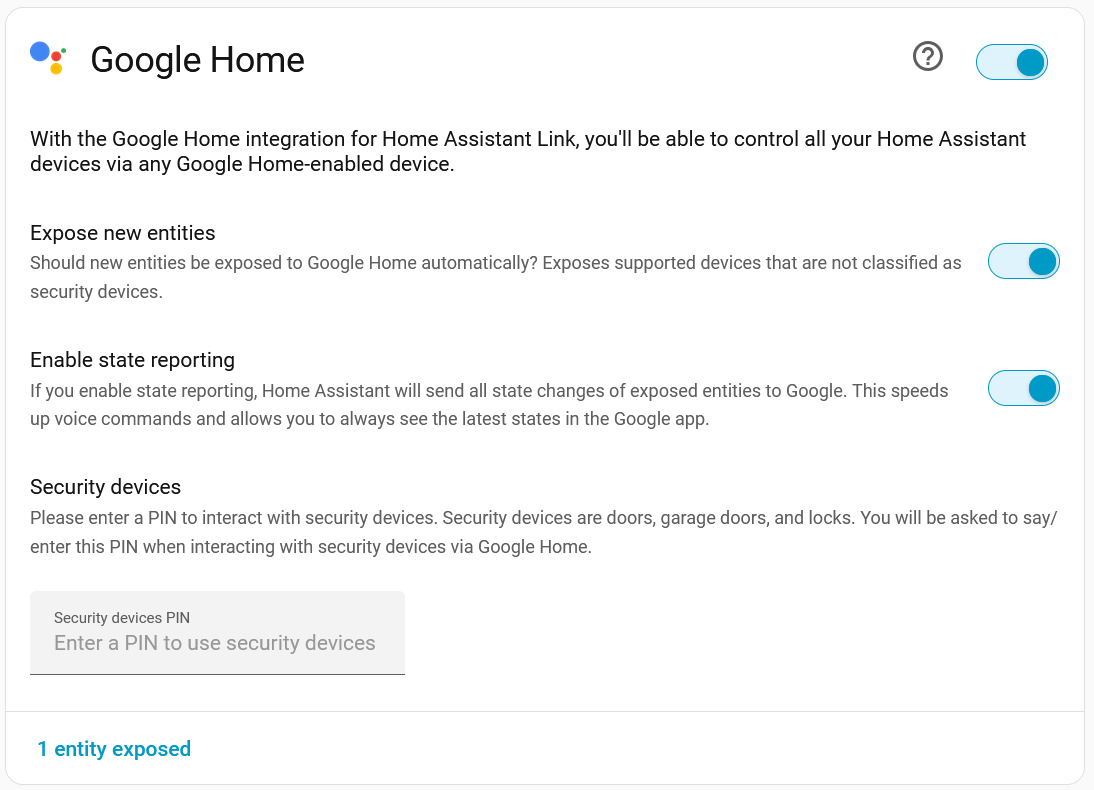 Google Home
With the Google Home integration for Home Assistant Link, you'll be able to control all your Home Assistant
devices via any Google Home-enabled device.
Expose new entities
Should new entities be exposed to Google Home automatically? Exposes supported devices that are not classified as
security devices.
Enable state reporting
If you enable state reporting, Home Assistant will send all state changes of exposed entities to Google. This speeds
up voice commands and allows you to always see the latest states in the Google app.
Security devices
Please enter a PIN to interact with security devices. Security devices are doors, garage doors, and locks. You will be asked to say/
enter this PIN when interacting with security devices via Google Home.
Security devices PIN
Enter a PIN to use security devices
1 entity exposed